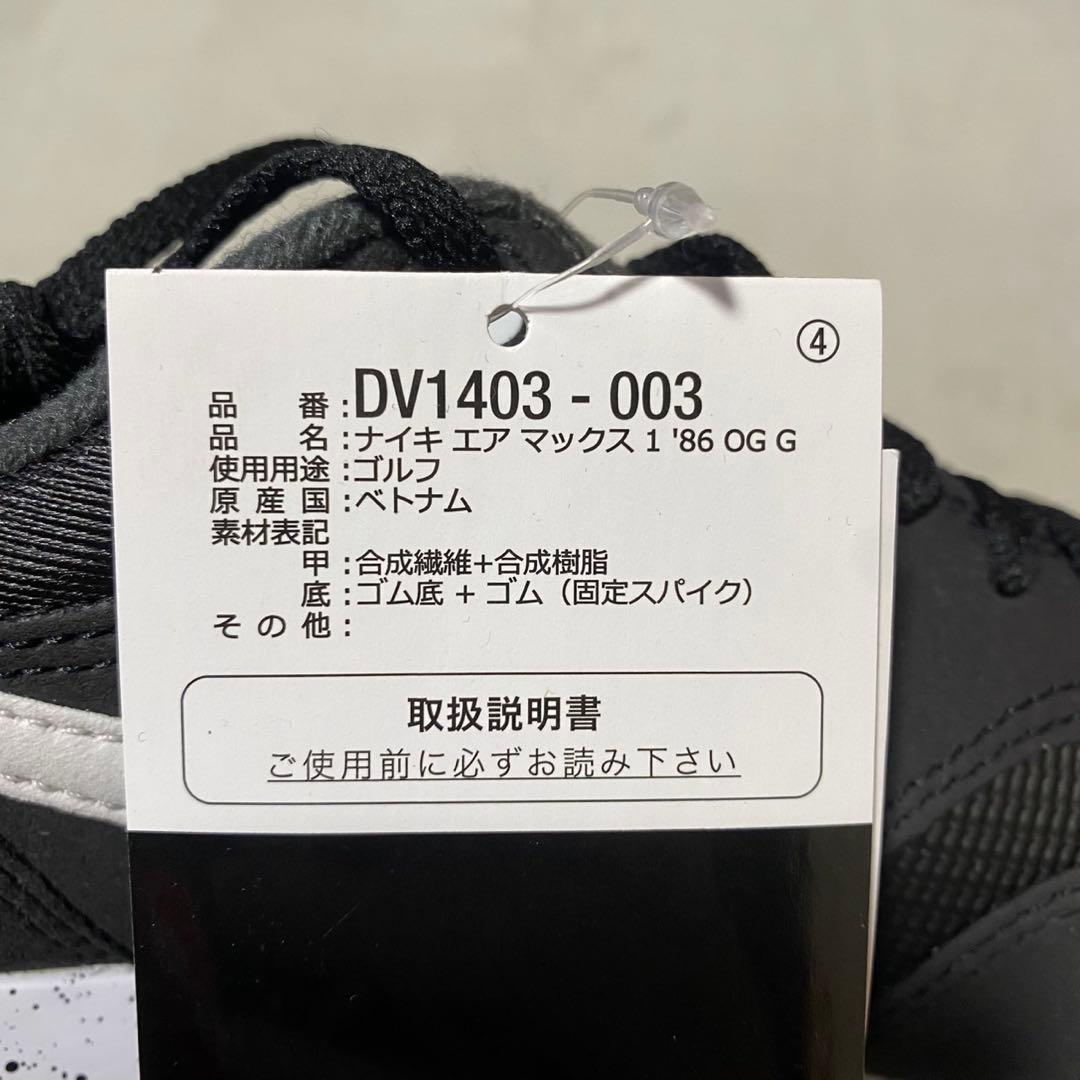 ④
品番:DV1403 - 003
品名:ナイキ エア マックス 1 '86 OG G
使用用途:ゴルフ
原産国:ベトナム
素材表記
甲:合成繊維+合成樹脂
底:ゴム底 + ゴム（固定スパイク）
その他:
取扱説明書
ご使用前に必ずお読み下さい